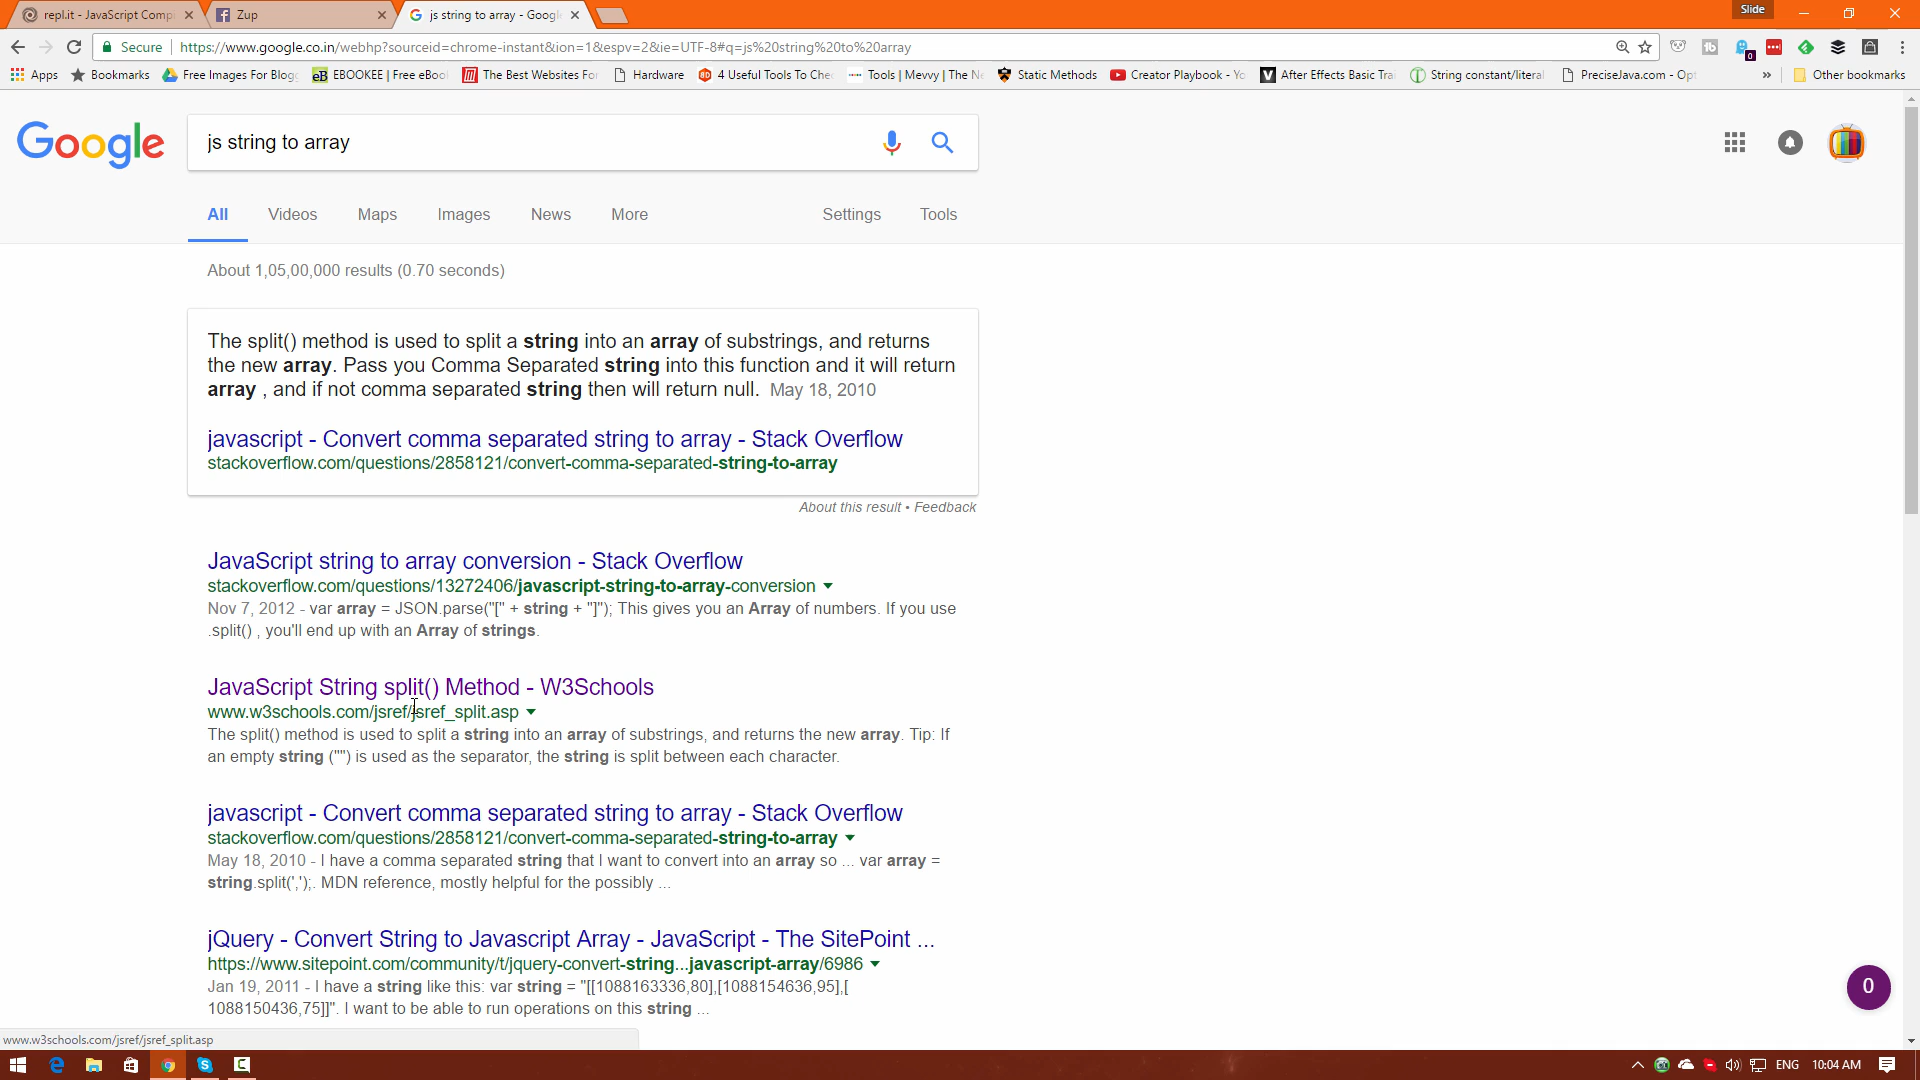 repl.it - JavaScript Comp
Zup
js string to array - Googl
Slide
Secure
https://www.google.co.in/webhp?sourceid=chrome-instant&ion=1&espv=2&ie=UTF-8#q=js%20string%20to%20array
Apps
Bookmarks
Free Images For Blog
EBOOKEE | Free eBoo
The Best Websites Fo
Hardware
4 Useful Tools To Che
Tools | Mevvy | The N
Static Methods
Creator Playbook - Yo
After Effects Basic Trai
String constant/literal
PreciseJava.com - Opt
»
Other bookmarks
Google
js string to array
All Videos Maps Images News More Settings Tools
About 1,05,00,000 results (0.70 seconds)
The split() method is used to split a string into an array of substrings, and returns
the new array. Pass you Comma Separated string into this function and it will return
array , and if not comma separated string then will return null. May 18, 2010
javascript - Convert comma separated string to array - Stack Overflow
stackoverflow.com/questions/2858121/convert-comma-separated-string-to-array
About this result • Feedback
JavaScript string to array conversion - Stack Overflow
stackoverflow.com/questions/13272406/javascript-string-to-array-conversion
Nov 7, 2012 - var array = JSON.parse("[" + string + "]"); This gives you an Array of numbers. If you use
.split() , you'll end up with an Array of strings.
JavaScript String split() Method - W3Schools
www.w3schools.com/jsref/jsref_split.asp
The split() method is used to split a string into an array of substrings, and returns the new array. Tip: If
an empty string ("") is used as the separator, the string is split between each character.
javascript - Convert comma separated string to array - Stack Overflow
stackoverflow.com/questions/2858121/convert-comma-separated-string-to-array
May 18, 2010 - I have a comma separated string that I want to convert into an array so ... var array =
string.split(',');. MDN reference, mostly helpful for the possibly ...
jQuery - Convert String to Javascript Array - JavaScript - The SitePoint ...
https://www.sitepoint.com/community/t/jquery-convert-string...javascript-array/6986
Jan 19, 2011 - I have a string like this: var string = "[[1088163336,80],[1088154636,95],[
1088150436,75]]". I want to be able to run operations on this string ...
0
www.w3schools.com/jsref/jsref_split.asp
ENG
10:04 AM